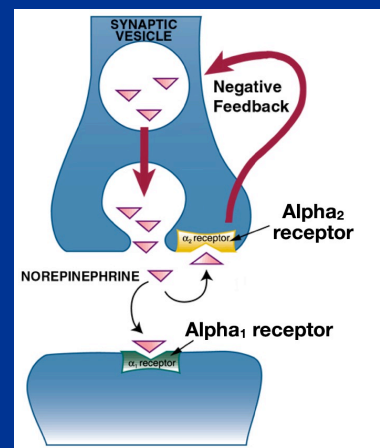 SYNAPTIC
VESICLE
Negative
Feedback
Alpha₂
receptor
α₂ receptor
NOREPINEPHRINE
Alpha₁ receptor
α₁ receptor